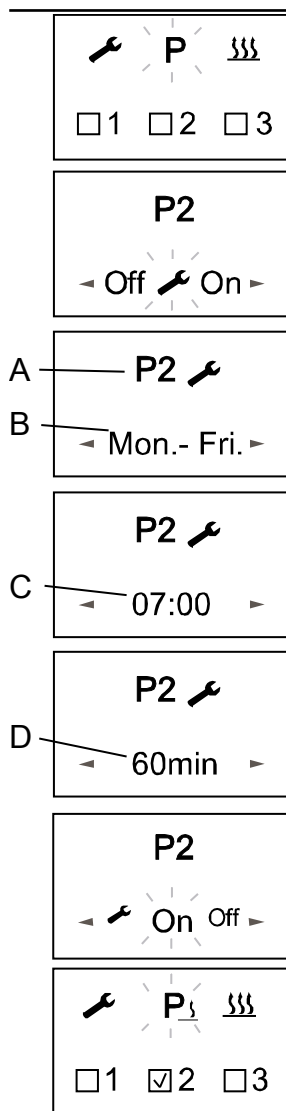 P
☐ 1 ☐ 2 ☐ 3
P2
◄ Off On ►
A P2
B ◄ Mon.- Fri. ►
P2
C ◄ 07:00 ►
P2
D ◄ 60min ►
P2
◄ On Off ►
P
☐ 1 ☑ 2 ☐ 3